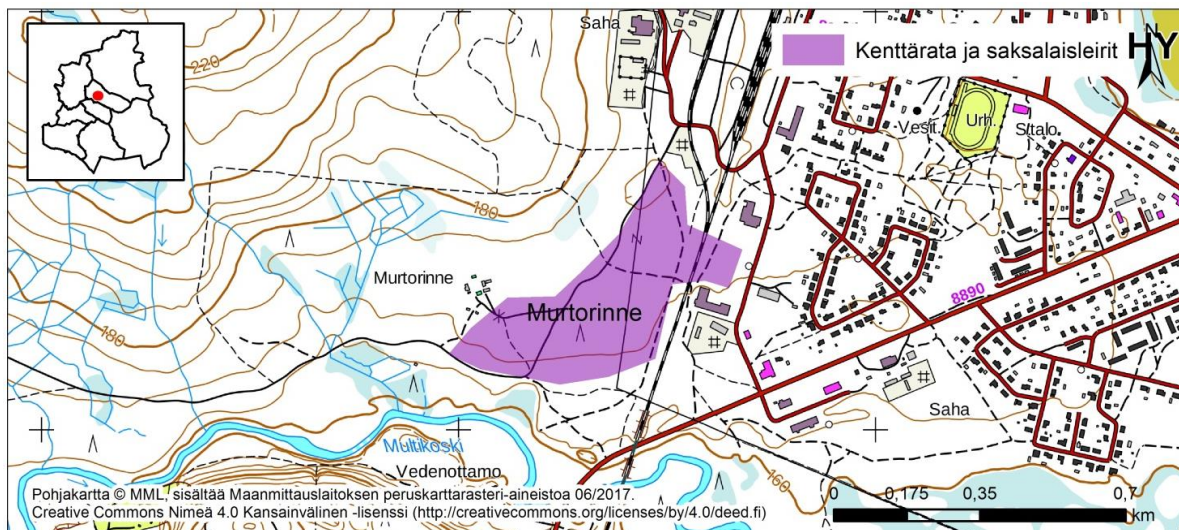 Saha
Kenttärata ja saksalaisleirit
HY
220
Vesit.
Urh.
S:talo
180
Murtorinne
Murtorinne
8890
180
Saha
Multikoski
Vedenottamo
160
Pohjakartta © MML, sisältää Maanmittauslaitoksen peruskarttarasteri-aineistoa 06/2017.
Creative Commons Nimeä 4.0 Kansainvälinen -lisenssi (http://creativecommons.org/licenses/by/4.0/deed.fi)
0 0,175 0,35 0,7
km